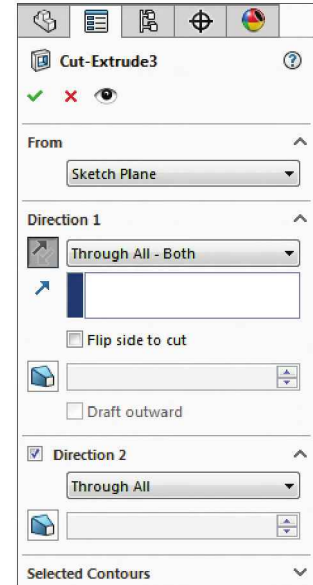 Cut-Extrude3
From
Sketch Plane
Direction 1
Through All - Both
Flip side to cut
Draft outward
Direction 2
Through All
Selected Contours